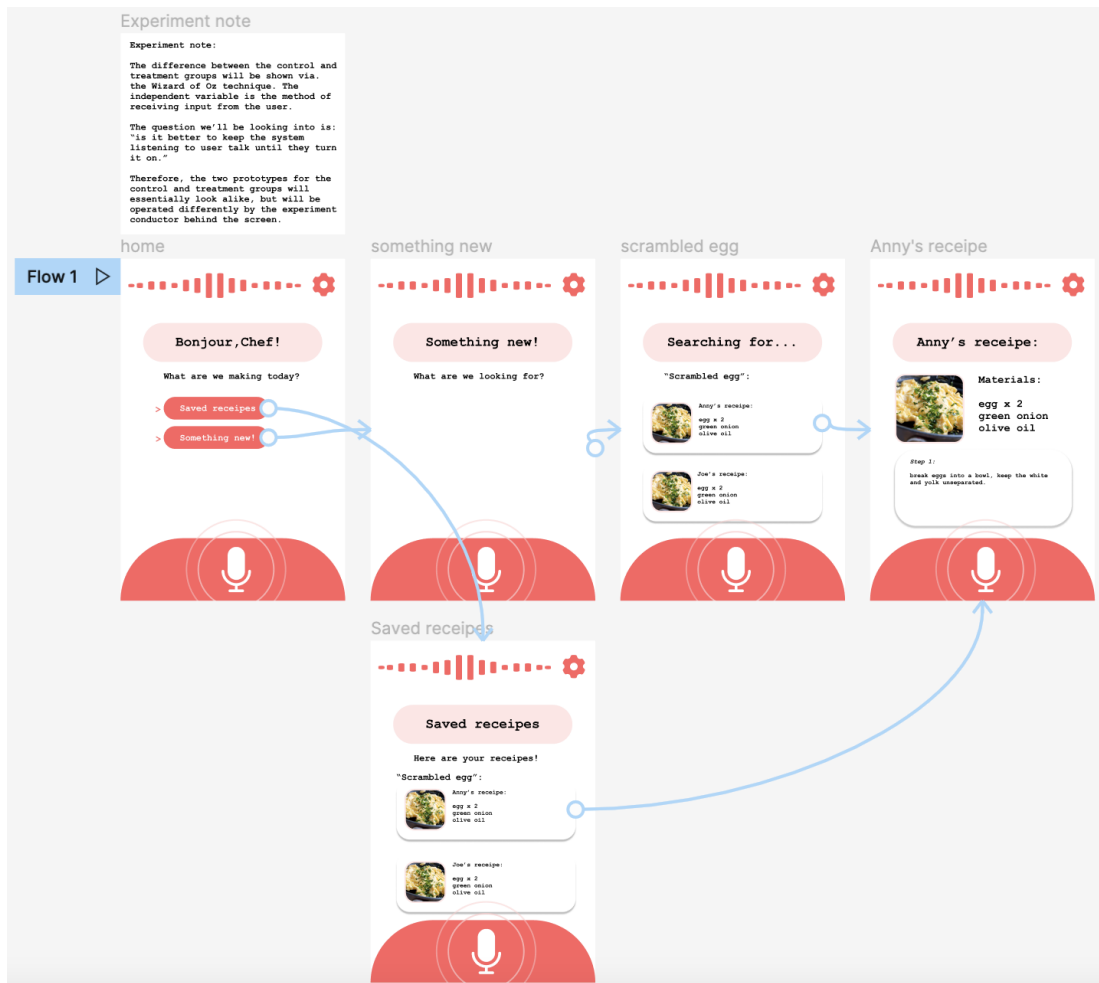 Experiment note
Experiment note:
The difference between the control and
treatment groups will be shown via.
the Wizard of Oz technique. The
independent variable is the method of
receiving input from the user.
The question we'll be looking into is:
"is it better to keep the system
listening to user talk until they turn
it on."
Therefore, the two prototypes for the
control and treatment groups will
essentially look alike, but will be
operated differently by the experiment
conductor behind the screen.
Flow 1
home
Bonjour,Chef!
What are we making today?
> Saved receipes
> Something new!
something new
Something new!
What are we looking for?
scrambled egg
Searching for...
"Scrambled egg":
Anny's receipe:
egg x 2
green onion
olive oil
Joe's receipe:
egg x 2
green onion
olive oil
Anny's receipe
Anny's receipe:
Materials:
egg x 2
green onion
olive oil
Step 1:
break eggs into a bowl, keep the white
and yolk unseparated.
Saved receipes
Saved receipes
Here are your receipes!
"Scrambled egg":
Anny's receipe:
egg x 2
green onion
olive oil
Joe's receipe:
egg x 2
green onion
olive oil